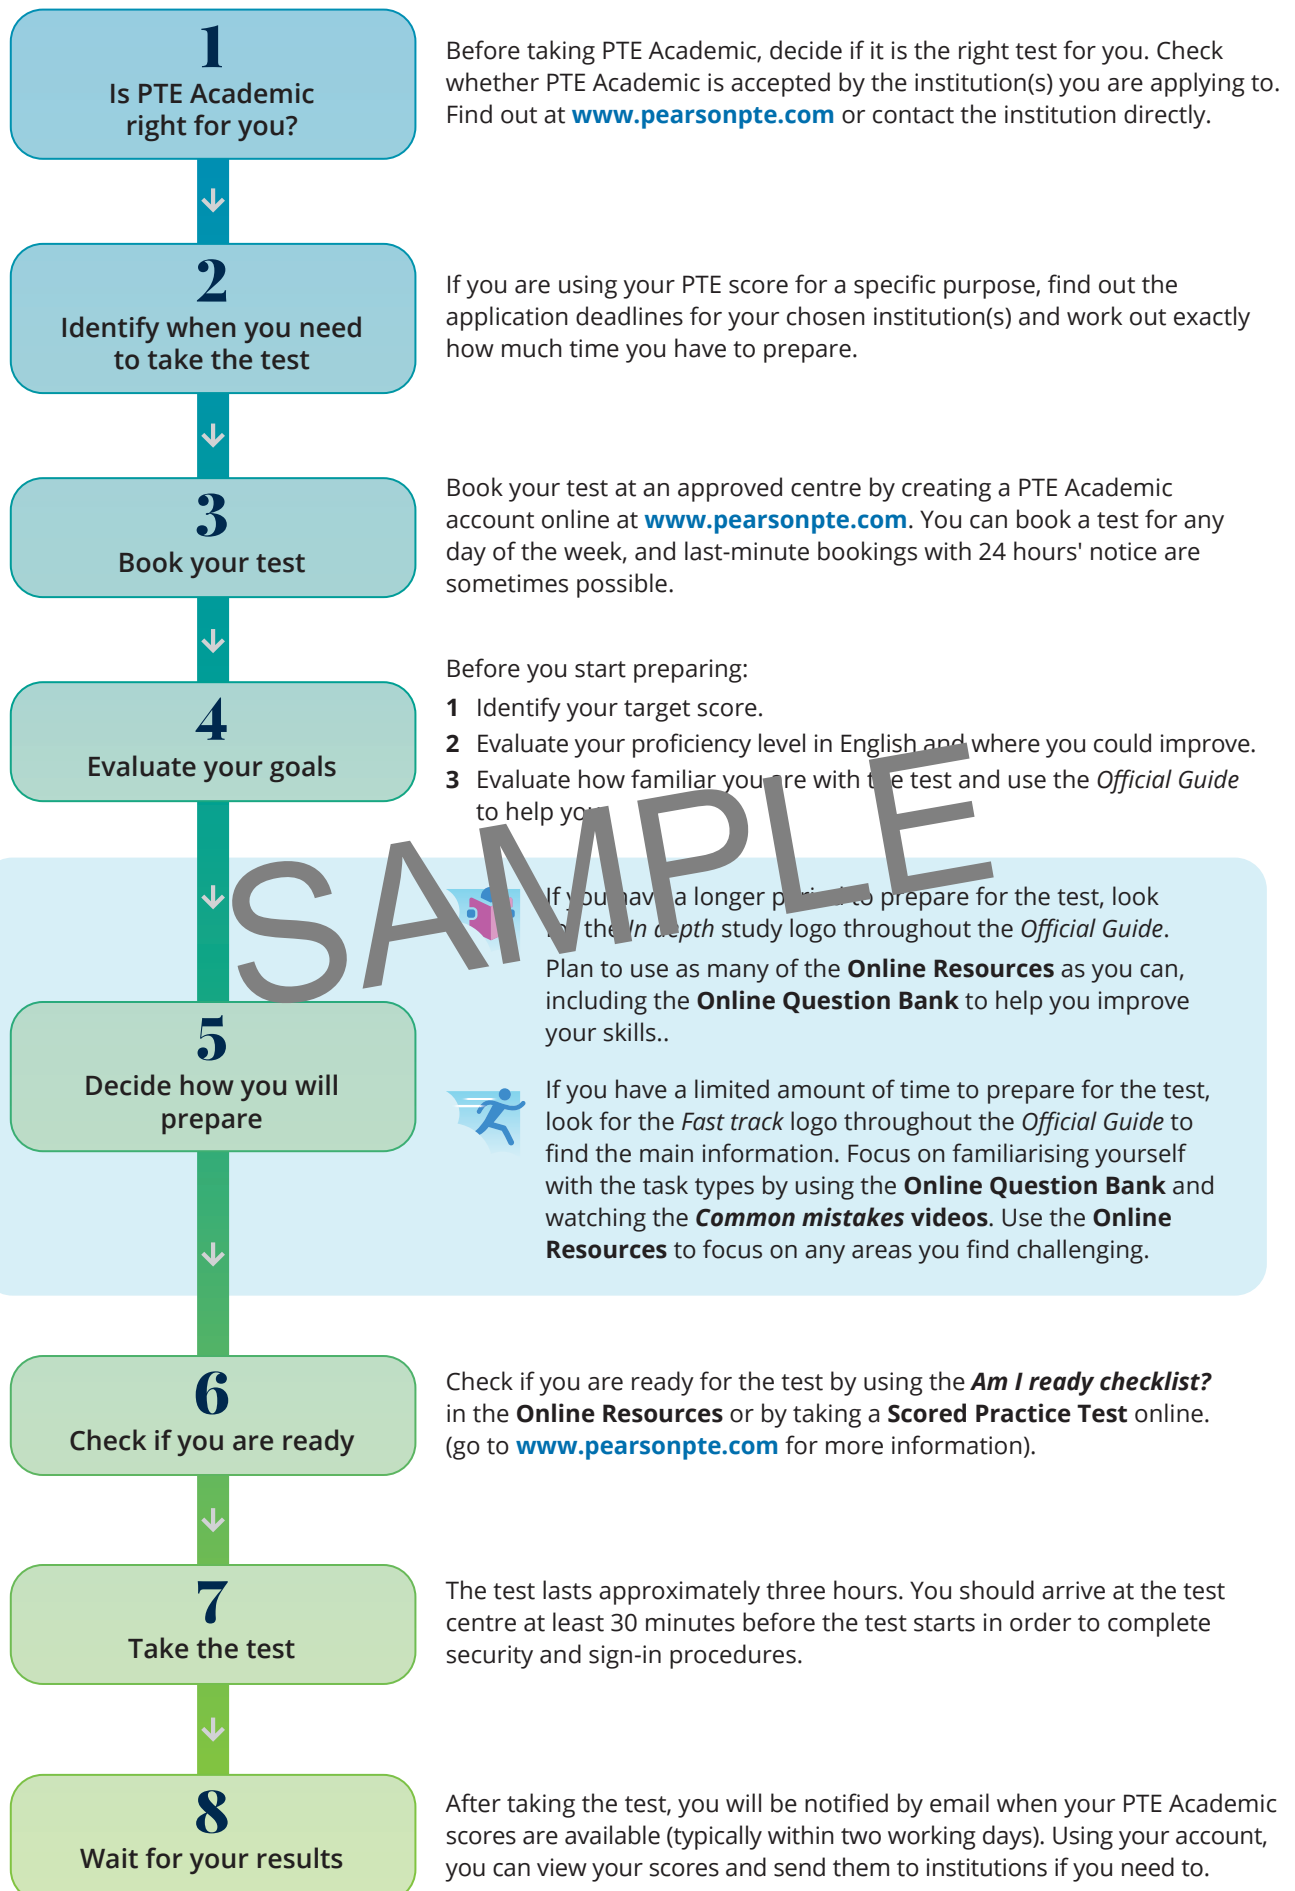 1
Is PTE Academic
right for you?
Before taking PTE Academic, decide if it is the right test for you. Check
whether PTE Academic is accepted by the institution(s) you are applying to.
Find out at www.pearsonpte.com or contact the institution directly.
2
Identify when you need
to take the test
If you are using your PTE score for a specific purpose, find out the
application deadlines for your chosen institution(s) and work out exactly
how much time you have to prepare.
3
Book your test
Book your test at an approved centre by creating a PTE Academic
account online at www.pearsonpte.com. You can book a test for any
day of the week, and last-minute bookings with 24 hours' notice are
sometimes possible.
4
Evaluate your goals
Before you start preparing:
1 Identify your target score.
2 Evaluate your proficiency level in English and where you could improve.
3 Evaluate how familiar you are with the test and use the Official Guide
to help you
SAMPLE
5
Decide how you will
prepare
If you have a longer period to prepare for the test, look
for the In depth study logo throughout the Official Guide.
Plan to use as many of the Online Resources as you can,
including the Online Question Bank to help you improve
your skills..
If you have a limited amount of time to prepare for the test,
look for the Fast track logo throughout the Official Guide to
find the main information. Focus on familiarising yourself
with the task types by using the Online Question Bank and
watching the Common mistakes videos. Use the Online
Resources to focus on any areas you find challenging.
6
Check if you are ready
Check if you are ready for the test by using the Am I ready checklist?
in the Online Resources or by taking a Scored Practice Test online.
(go to www.pearsonpte.com for more information).
7
Take the test
The test lasts approximately three hours. You should arrive at the test
centre at least 30 minutes before the test starts in order to complete
security and sign-in procedures.
8
Wait for your results
After taking the test, you will be notified by email when your PTE Academic
scores are available (typically within two working days). Using your account,
you can view your scores and send them to institutions if you need to.